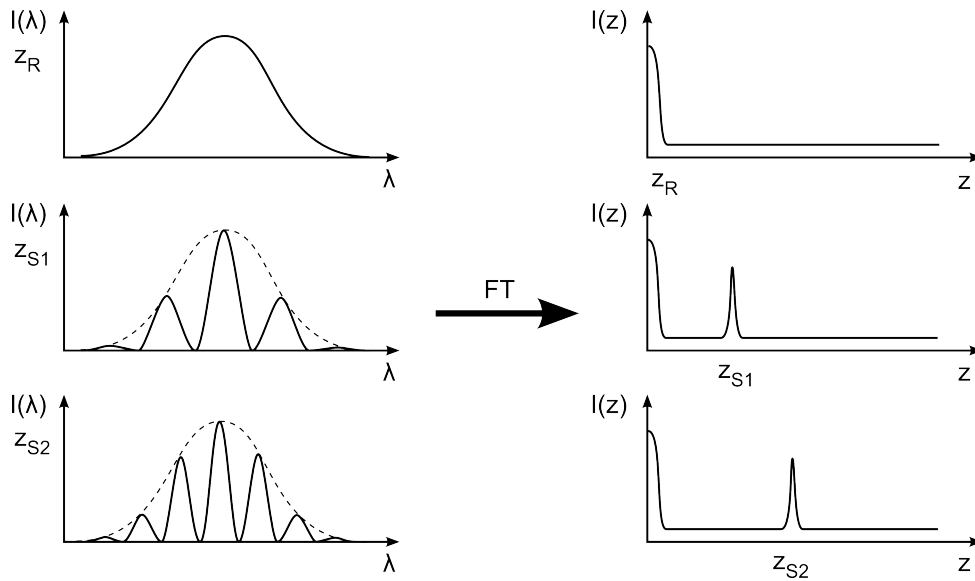 I(λ)
z_R
λ
I(z)
z_R
z
I(λ)
z_S1
λ
FT
I(z)
z_S1
z
I(λ)
z_S2
λ
I(z)
z_S2
z